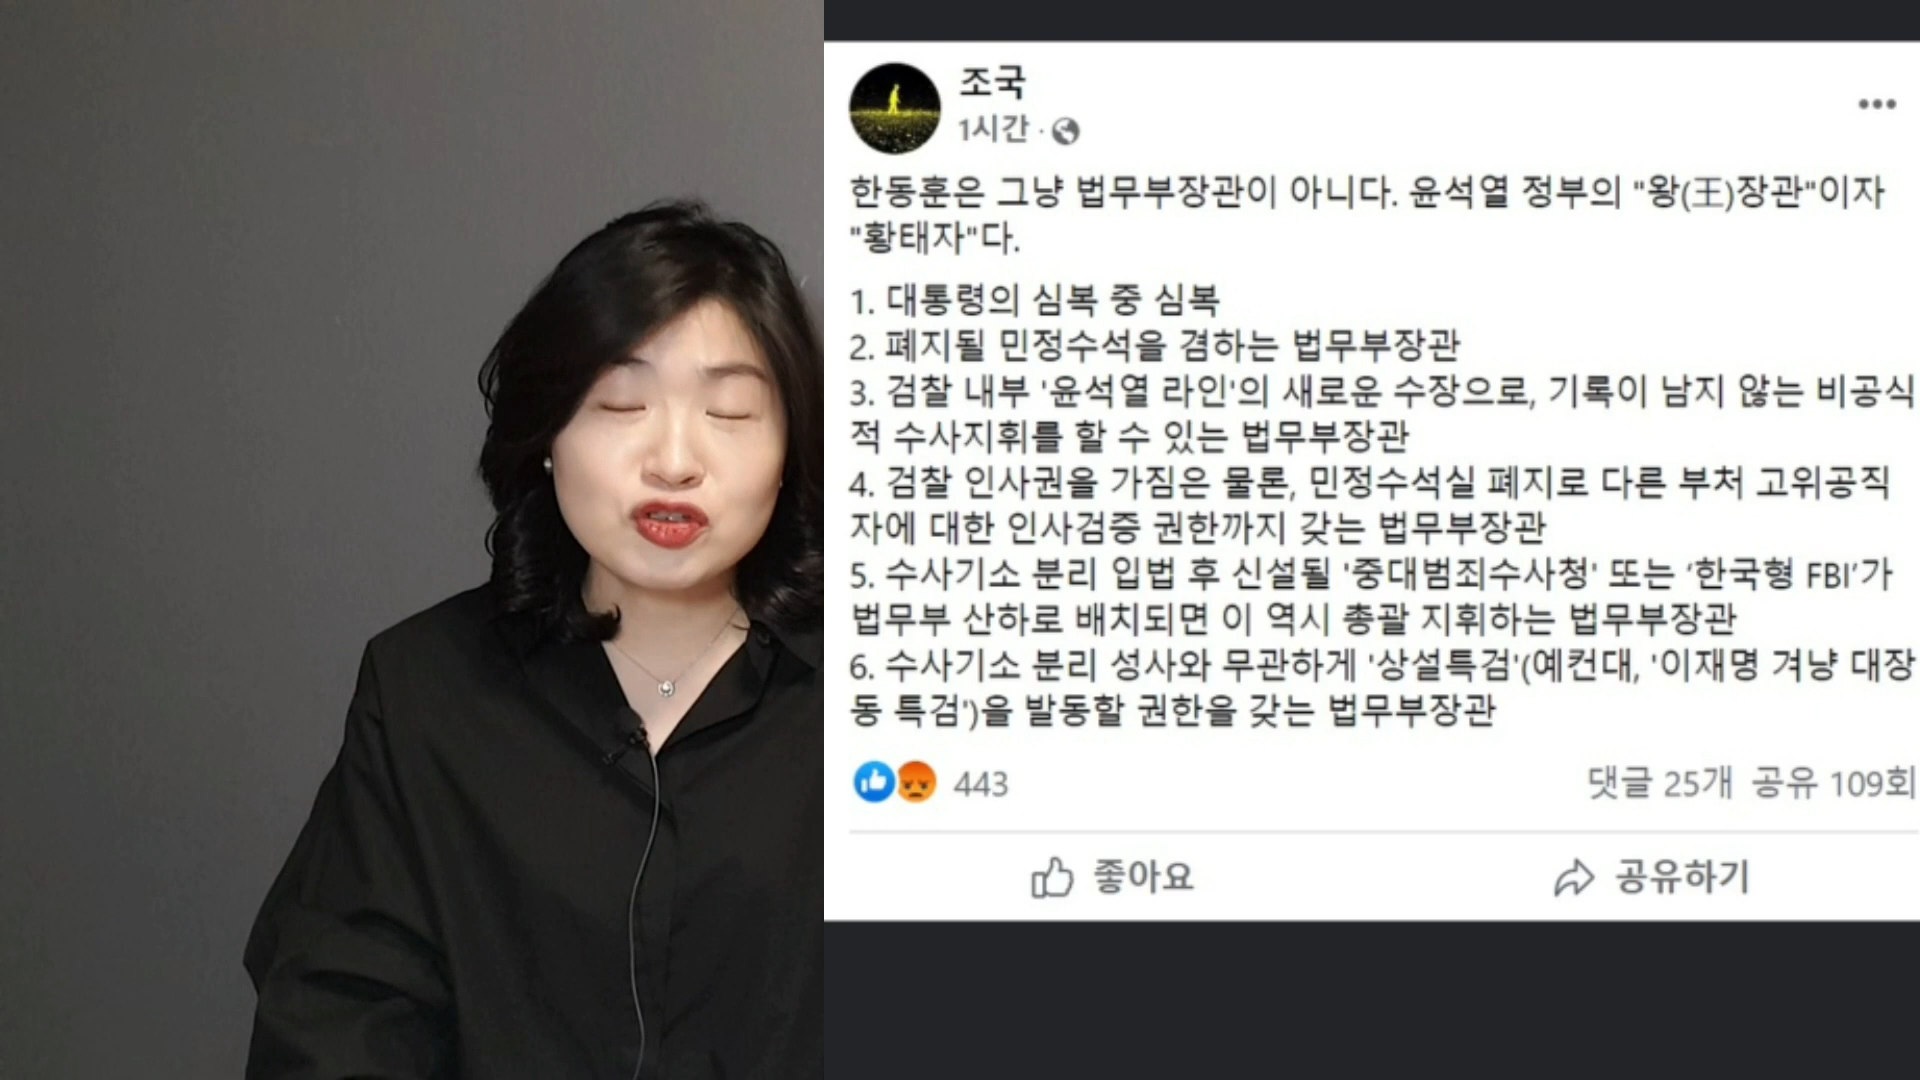 조국
1시간 ·
한동훈은 그냥 법무부장관이 아니다. 윤석열 정부의 "왕(王)장관"이자
"황태자"다.
1. 대통령의 심복 중 심복
2. 폐지될 민정수석을 겸하는 법무부장관
3. 검찰 내부 '윤석열 라인'의 새로운 수장으로, 기록이 남지 않는 비공식
적 수사지휘를 할 수 있는 법무부장관
4. 검찰 인사권을 가짐은 물론, 민정수석실 폐지로 다른 부처 고위공직
자에 대한 인사검증 권한까지 갖는 법무부장관
5. 수사기소 분리 입법 후 신설될 '중대범죄수사청' 또는 ‘한국형 FBI’가
법무부 산하로 배치되면 이 역시 총괄 지휘하는 법무부장관
6. 수사기소 분리 성사와 무관하게 '상설특검'(예컨대, '이재명 겨냥 대장
동 특검')을 발동할 권한을 갖는 법무부장관
443 댓글 25개 공유 109회
좋아요 공유하기